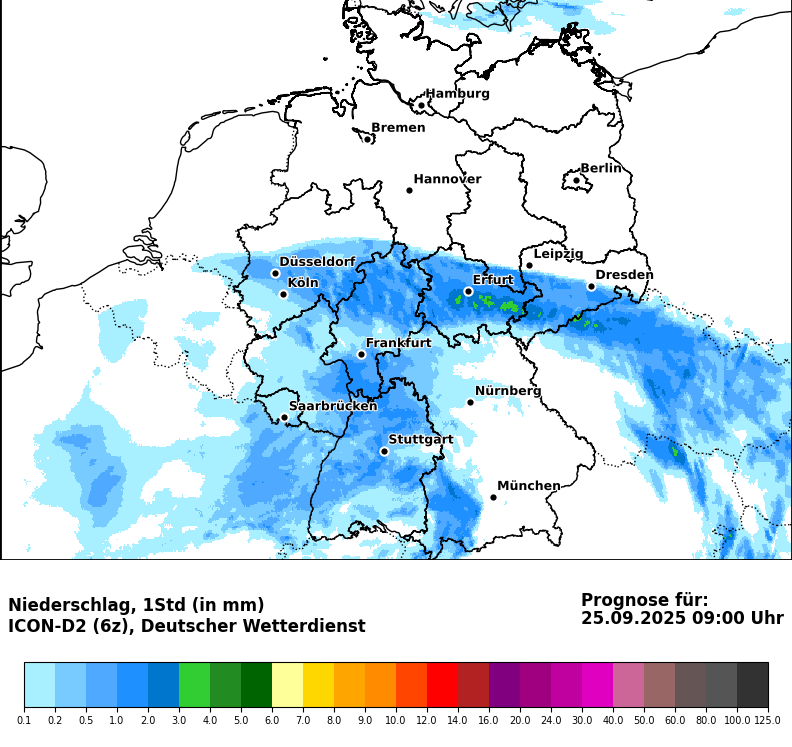 Hamburg
Bremen
Berlin
Hannover
Leipzig
Düsseldorf
Dresden
Köln
Erfurt
Frankfurt
Nürnberg
Saarbrücken
Stuttgart
München
Niederschlag, 1Std (in mm)
ICON-D2 (6z), Deutscher Wetterdienst
Prognose für:
25.09.2025 09:00 Uhr
0.1 0.2 0.5 1.0 2.0 3.0 4.0 5.0 6.0 7.0 8.0 9.0 10.0 12.0 14.0 16.0 20.0 24.0 30.0 40.0 50.0 60.0 80.0 100.0 125.0